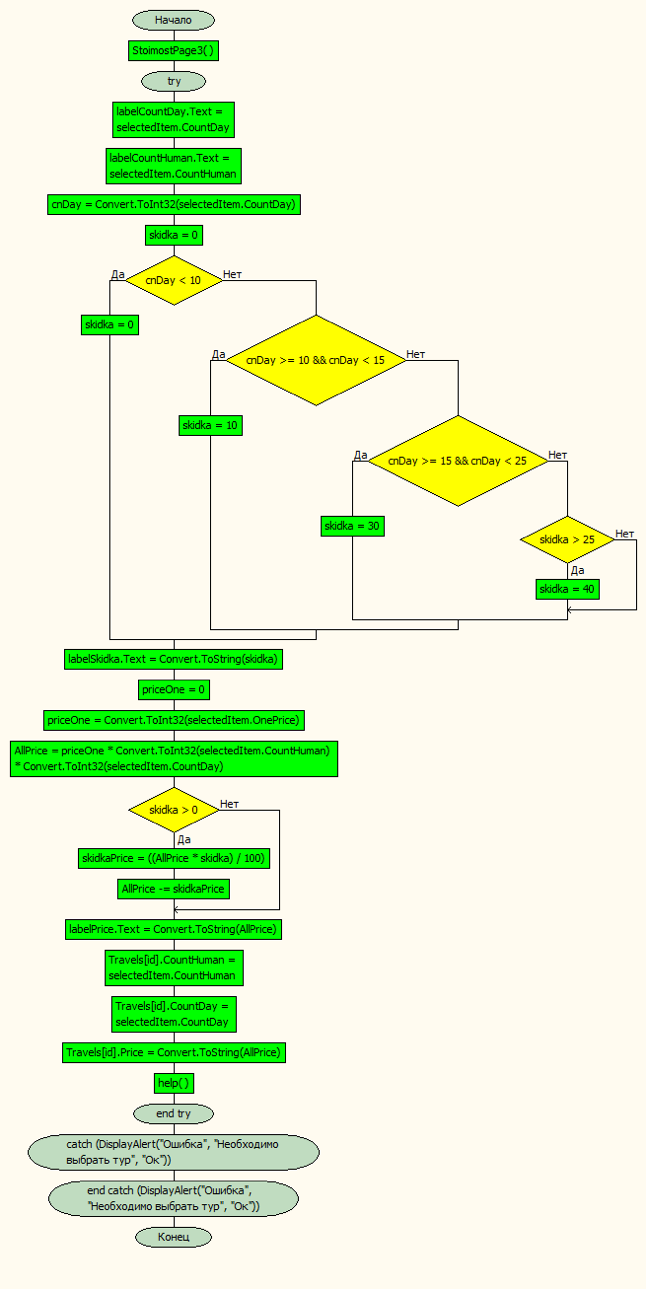 Начало
StoimostPage3( )
try
labelCountDay.Text =
selectedItem.CountDay
labelCountHuman.Text =
selectedItem.CountHuman
cnDay = Convert.ToInt32(selectedItem.CountDay)
skidka = 0
Да
cnDay < 10
Нет
skidka = 0
Да
cnDay >= 10 && cnDay < 15
Нет
skidka = 10
Да
cnDay >= 15 && cnDay < 25
Нет
skidka = 30
skidka > 25
Нет
Да
skidka = 40
labelSkidka.Text = Convert.ToString(skidka)
priceOne = 0
priceOne = Convert.ToInt32(selectedItem.OnePrice)
AllPrice = priceOne * Convert.ToInt32(selectedItem.CountHuman)
* Convert.ToInt32(selectedItem.CountDay)
skidka > 0
Нет
Да
skidkaPrice = ((AllPrice * skidka) / 100)
AllPrice -= skidkaPrice
labelPrice.Text = Convert.ToString(AllPrice)
Travels[id].CountHuman =
selectedItem.CountHuman
Travels[id].CountDay =
selectedItem.CountDay
Travels[id].Price = Convert.ToString(AllPrice)
help( )
end try
catch (DisplayAlert("Ошибка", "Необходимо
выбрать тур", "Ок"))
end catch (DisplayAlert("Ошибка",
"Необходимо выбрать тур", "Ок"))
Конец